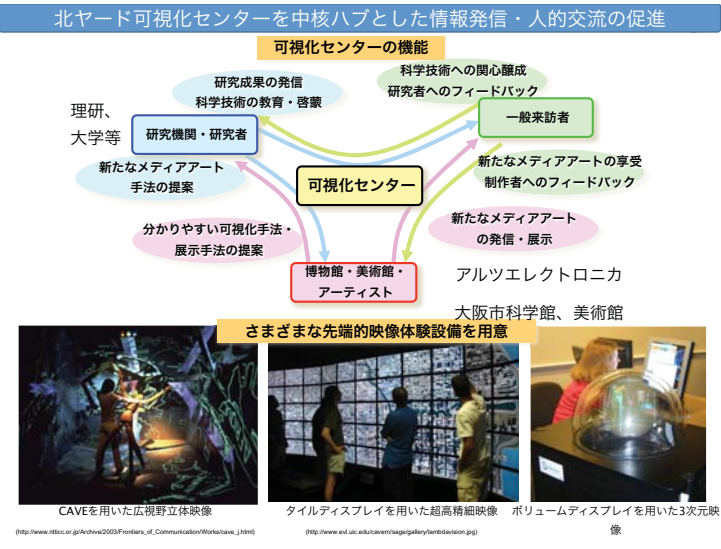 北ヤード可視化センターを中核ハブとした情報発信・人的交流の促進
可視化センターの機能
研究成果の発信
科学技術の教育・啓蒙
科学技術への関心醸成
研究者へのフィードバック
理研、
大学等
研究機関・研究者
一般来訪者
新たなメディアアート
手法の提案
可視化センター
新たなメディアアートの享受
制作者へのフィードバック
分かりやすい可視化手法・
展示手法の提案
新たなメディアアート
の発信・展示
博物館・美術館・
アーティスト
アルツエレクトロニカ
大阪市科学館、美術館
さまざまな先端的映像体験設備を用意
CAVEを用いた広視野立体映像
タイルディスプレイを用いた超高精細映像
ボリュームディスプレイを用いた3次元映
像
(http://www.ntticc.or.jp/Archive/2003/Frontiers_of_Communication/Works/cave_j.html)
(http://www.evl.uic.edu/cavern/sage/gallery/lambdavision.jpg)